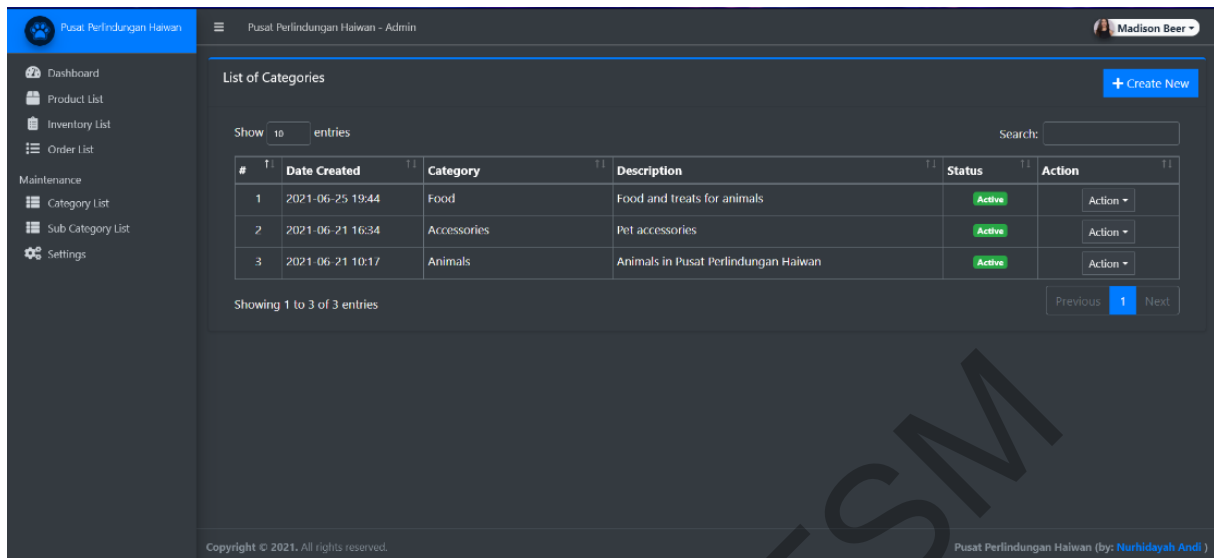 Pusat Perlindungan Haiwan
Pusat Perlindungan Haiwan - Admin
Madison Beer
Dashboard
Product List
Inventory List
Order List
Maintenance
Category List
Sub Category List
Settings
List of Categories
Create New
Show 10 entries
Search:
# Date Created Category Description Status Action
1 2021-06-25 19:44 Food Food and treats for animals Active Action
2 2021-06-21 16:34 Accessories Pet accessories Active Action
3 2021-06-21 10:17 Animals Animals in Pusat Perlindungan Haiwan Active Action
Showing 1 to 3 of 3 entries
Previous 1 Next
Copyright © 2021. All rights reserved.
Pusat Perlindungan Haiwan (by: Nurhidayah Andi )